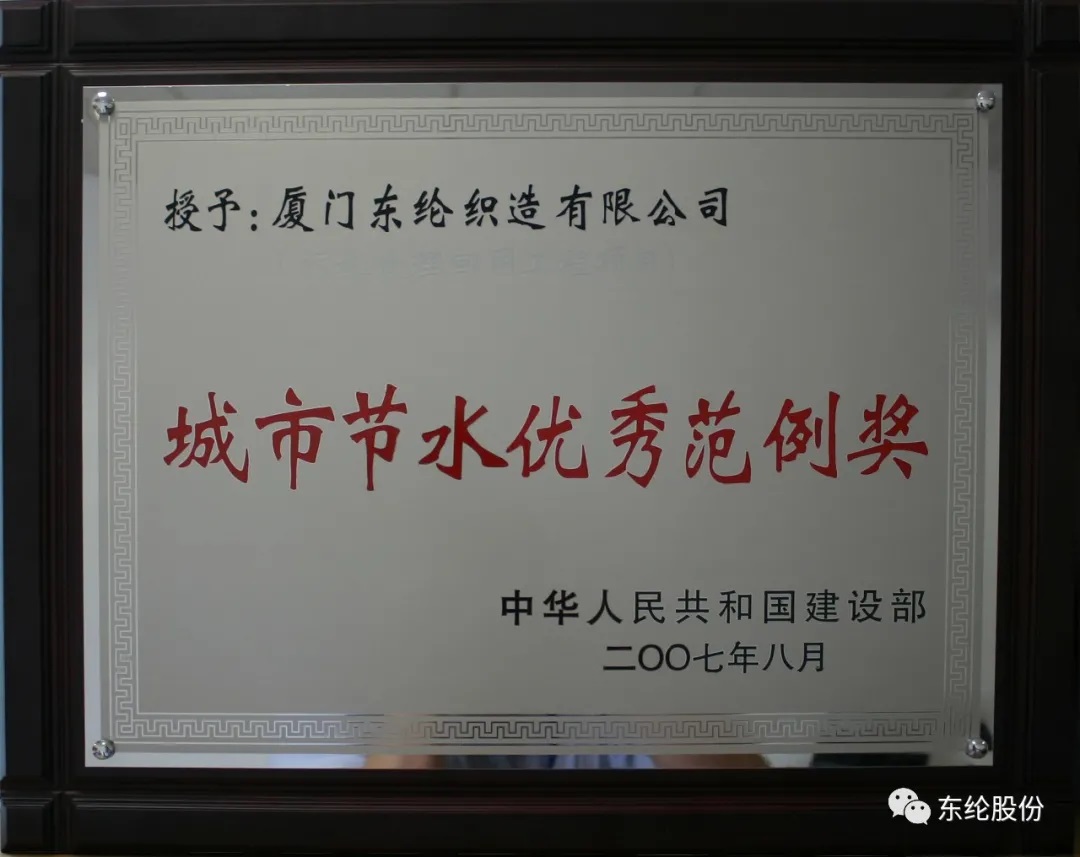 授予：厦门东纶织造有限公司
城市节水优秀范例奖
中华人民共和国建设部
二〇〇七年八月
东纶股份